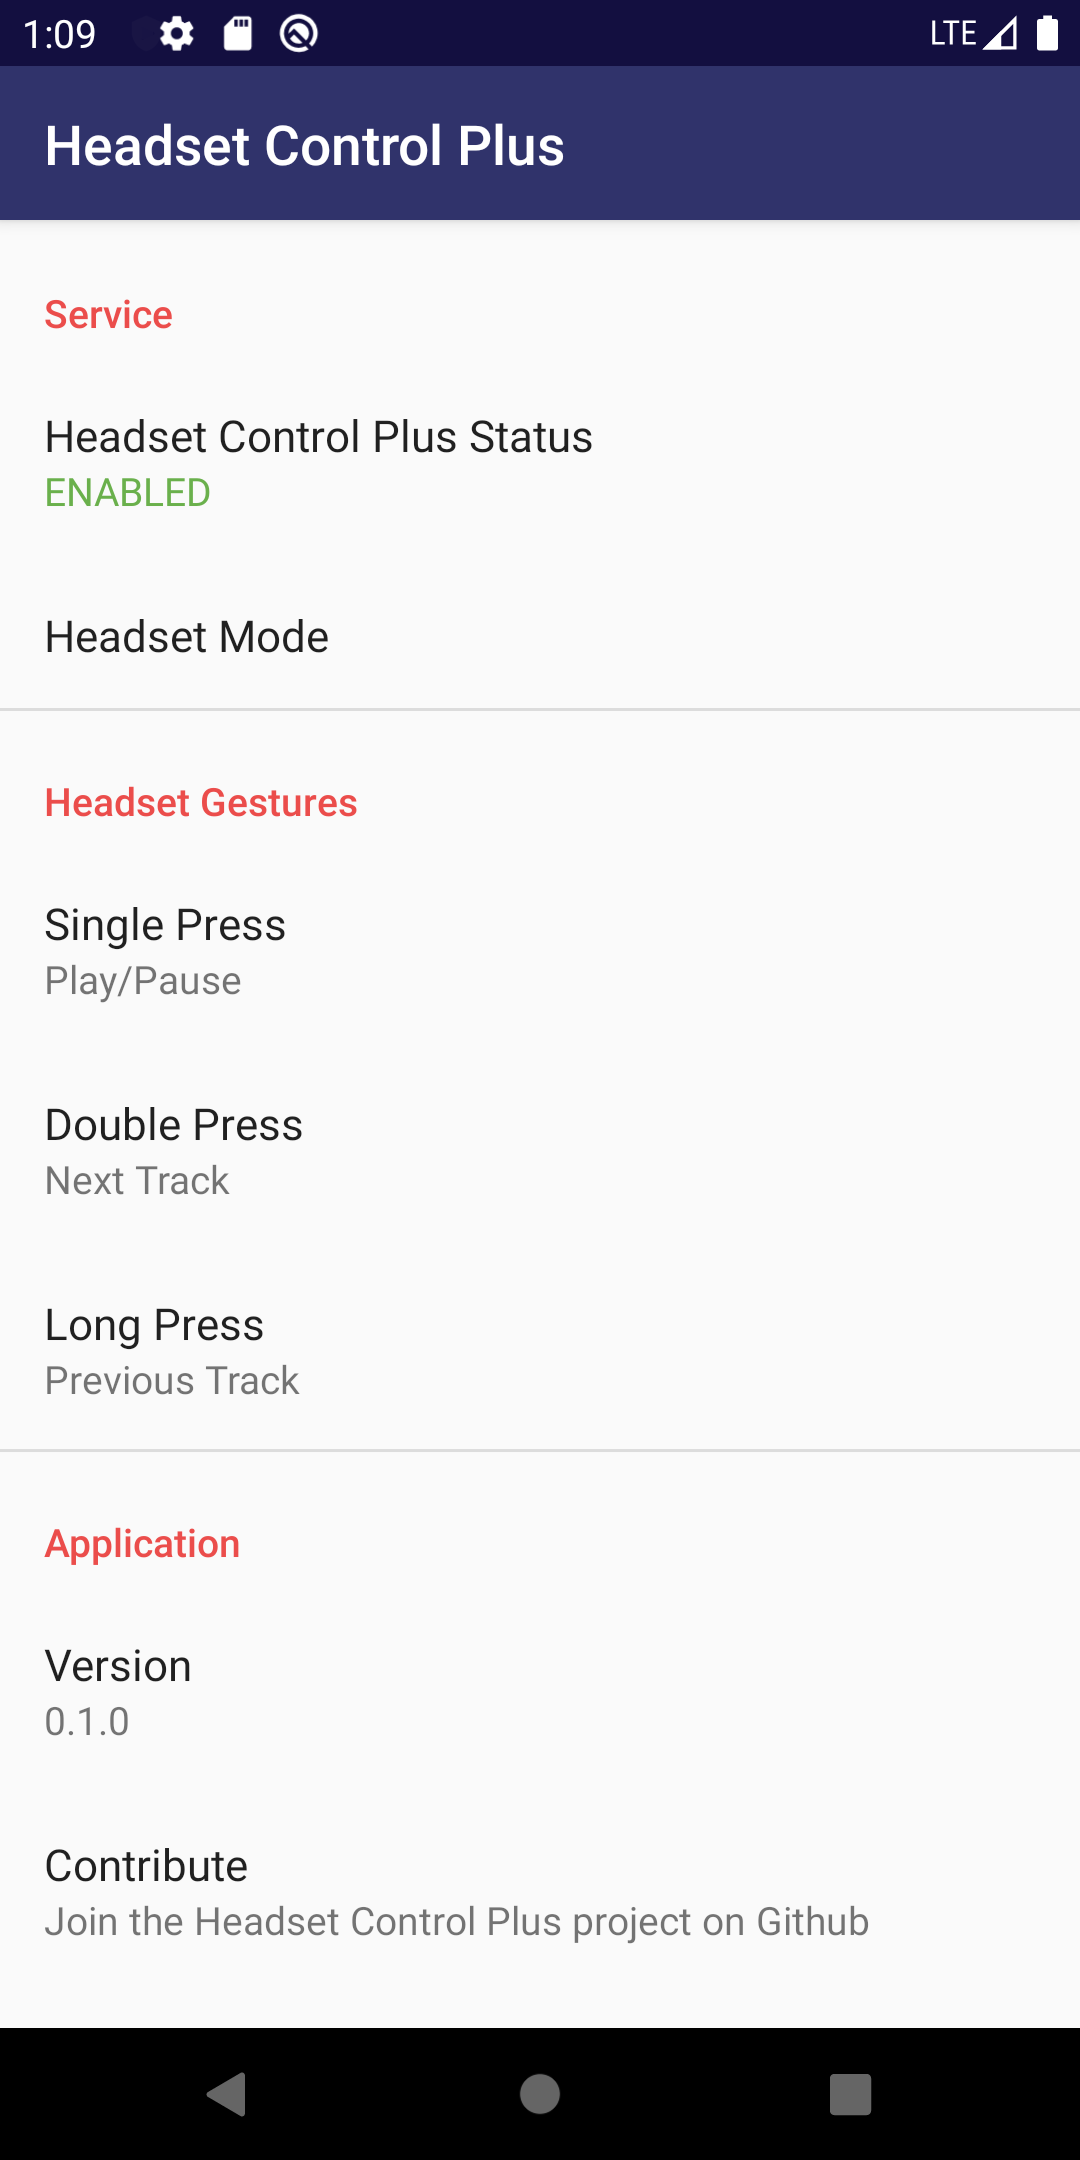 1:09
LTE
Headset Control Plus
Service
Headset Control Plus Status
ENABLED
Headset Mode
Headset Gestures
Single Press
Play/Pause
Double Press
Next Track
Long Press
Previous Track
Application
Version
0.1.0
Contribute
Join the Headset Control Plus project on Github